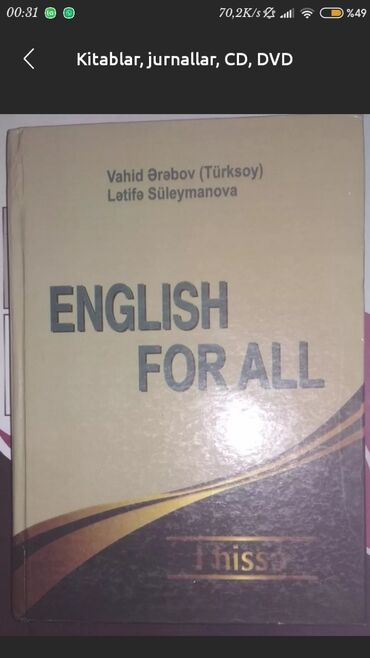 00:31
70,2K/s
%49
Kitablar, jurnallar, CD, DVD
Vahid Ərəbov (Türksoy)
Lətifə Süleymanova
ENGLISH
FOR ALL
I hissə